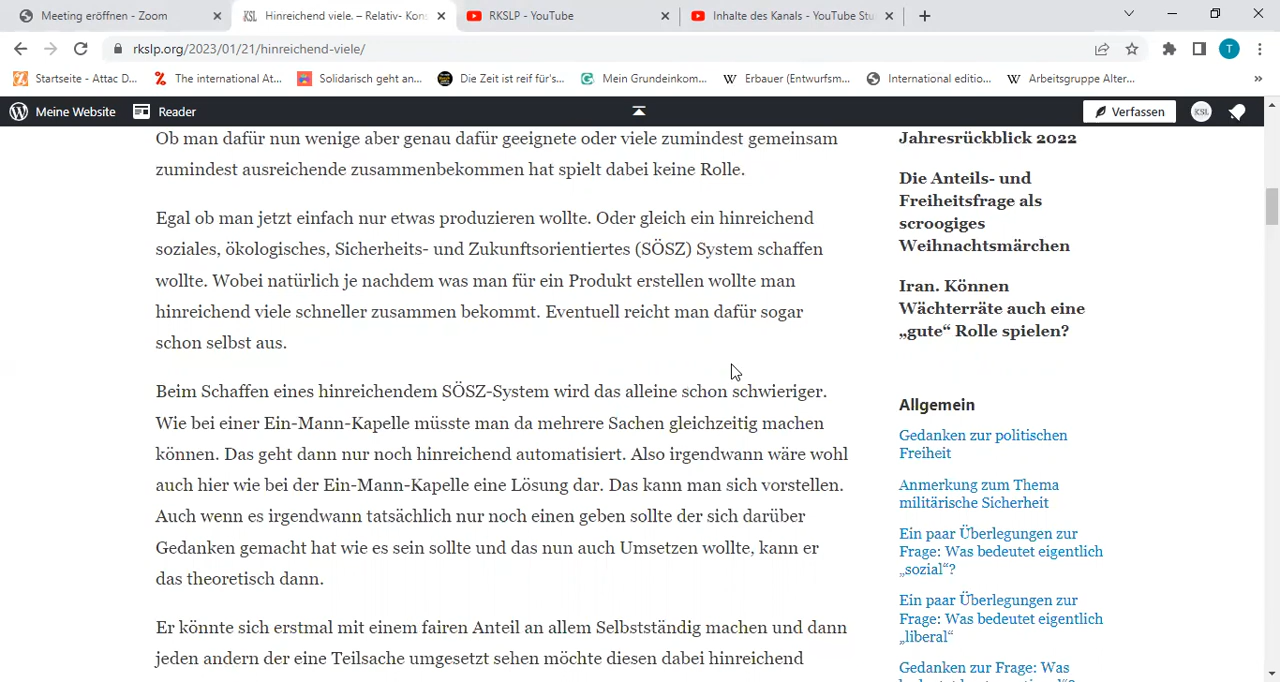 Meeting eröffnen - Zoom
Hinreichend viele. – Relativ- Kons
RKSLP - YouTube
Inhalte des Kanals - YouTube Stu
rkslp.org/2023/01/21/hinreichend-viele/
T
Startseite - Attac D...
The international At...
Solidarisch geht an...
Die Zeit ist reif für's...
Mein Grundeinkom...
Erbauer (Entwurfsm...
International editio...
Arbeitsgruppe Alter...
»
Meine Website
Reader
Verfassen
KSL
Ob man dafür nun wenige aber genau dafür geeignete oder viele zumindest gemeinsam
zumindest ausreichende zusammenbekommen hat spielt dabei keine Rolle.
Egal ob man jetzt einfach nur etwas produzieren wollte. Oder gleich ein hinreichend
soziales, ökologisches, Sicherheits- und Zukunftsorientiertes (SÖSZ) System schaffen
wollte. Wobei natürlich je nachdem was man für ein Produkt erstellen wollte man
hinreichend viele schneller zusammen bekommt. Eventuell reicht man dafür sogar
schon selbst aus.
Beim Schaffen eines hinreichendem SÖSZ-System wird das alleine schon schwieriger.
Wie bei einer Ein-Mann-Kapelle müsste man da mehrere Sachen gleichzeitig machen
können. Das geht dann nur noch hinreichend automatisiert. Also irgendwann wäre wohl
auch hier wie bei der Ein-Mann-Kapelle eine Lösung dar. Das kann man sich vorstellen.
Auch wenn es irgendwann tatsächlich nur noch einen geben sollte der sich darüber
Gedanken gemacht hat wie es sein sollte und das nun auch Umsetzen wollte, kann er
das theoretisch dann.
Er könnte sich erstmal mit einem fairen Anteil an allem Selbstständig machen und dann
jeden andern der eine Teilsache umgesetzt sehen möchte diesen dabei hinreichend
Jahresrückblick 2022
Die Anteils- und
Freiheitsfrage als
scroogiges
Weihnachtsmärchen
Iran. Können
Wächterräte auch eine
„gute“ Rolle spielen?
Allgemein
Gedanken zur politischen
Freiheit
Anmerkung zum Thema
militärische Sicherheit
Ein paar Überlegungen zur
Frage: Was bedeutet eigentlich
„sozial“?
Ein paar Überlegungen zur
Frage: Was bedeutet eigentlich
„liberal“
Gedanken zur Frage: Was